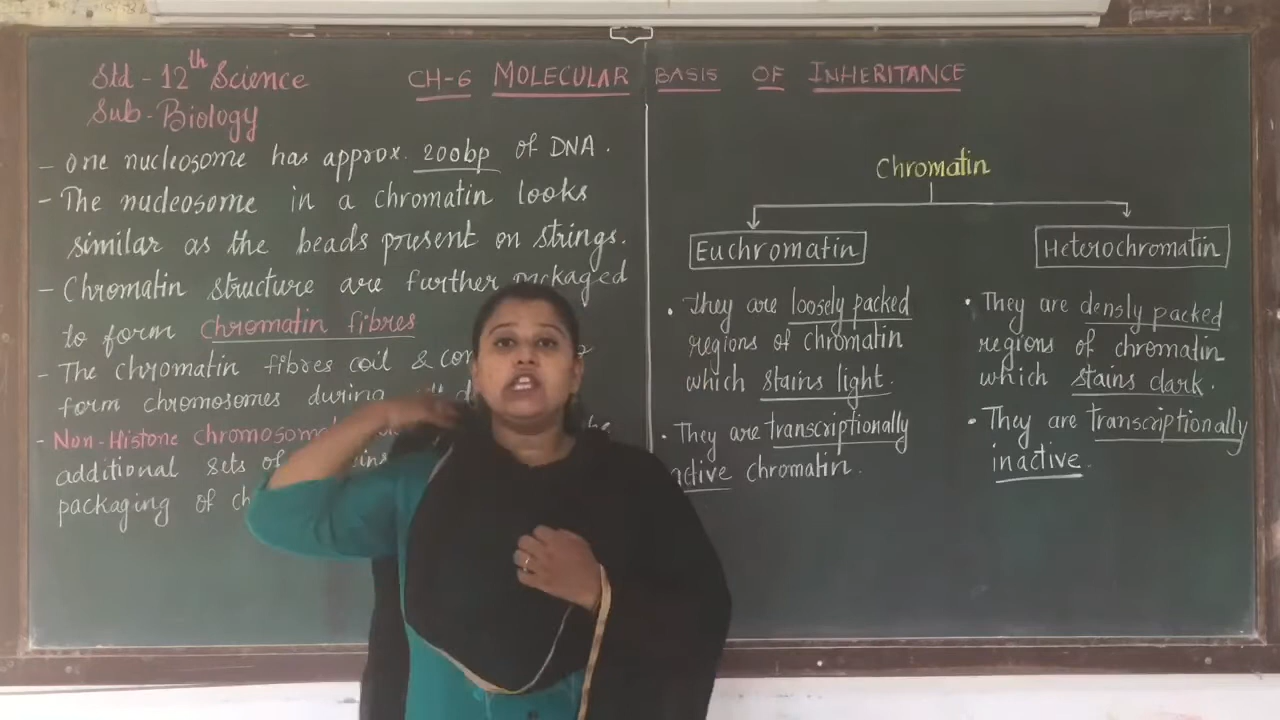 Std - 12th Science
Sub - Biology
CH-6 MOLECULAR BASIS OF INHERITANCE
- One nucleosome has approx. 200bp of DNA.
- The nucleosome in a chromatin looks
similar as the beads present on strings.
- Chromatin structure are further packaged
to form chromatin fibres
- The chromatin fibres coil &
form chromosomes during
- Non-Histone
additional sets of
packaging of
Chromatin
Euchromatin
• They are loosely packed
regions of chromatin
which stains light.
• They are transcriptionally
active chromatin.
Heterochromatin
• They are densly packed
regions of chromatin
which stains dark.
• They are transcriptionally
inactive.